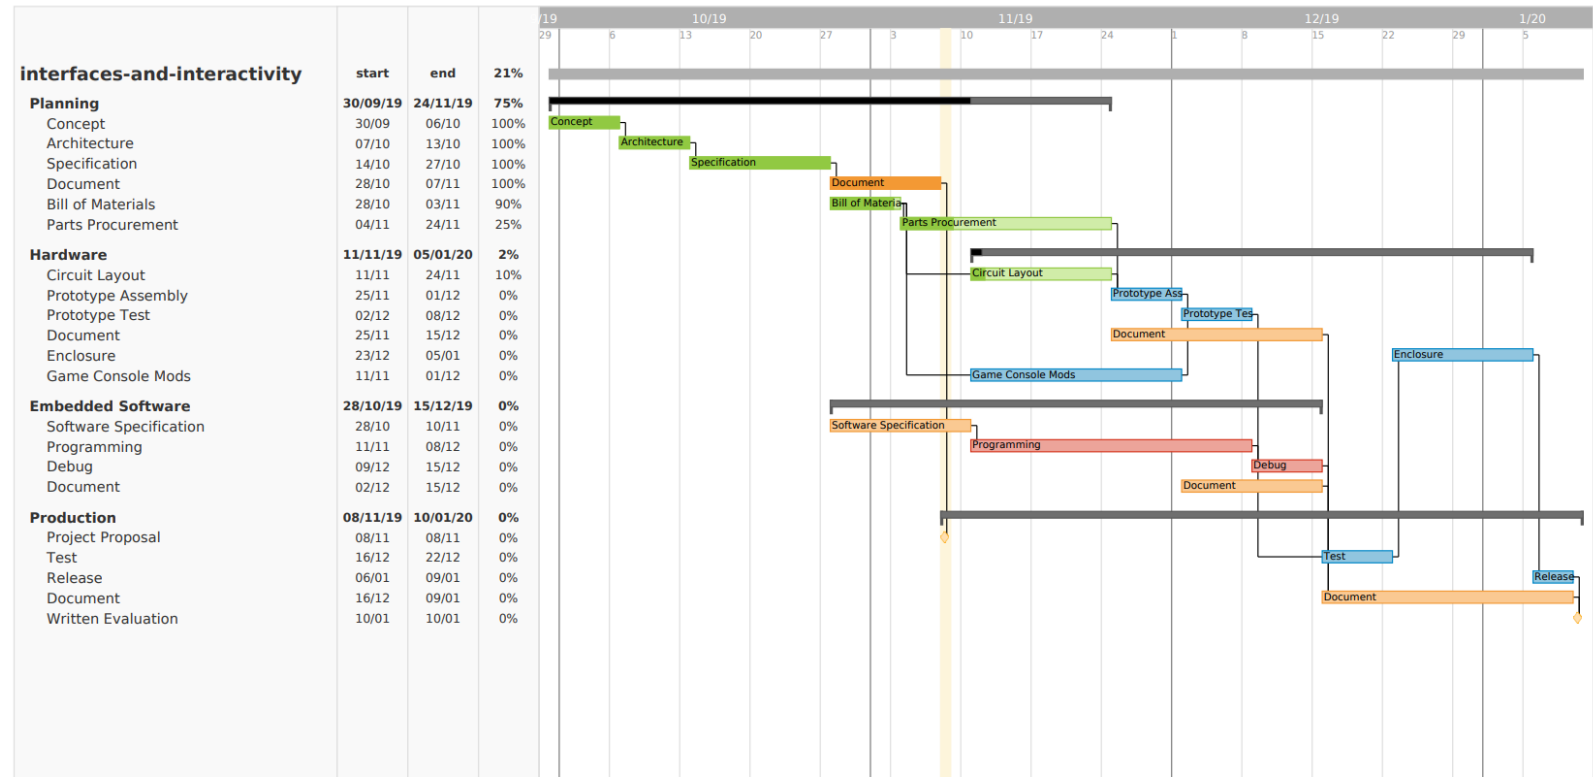 /19 10/19 11/19 12/19 1/20
29 6 13 20 27 3 10 17 24 1 8 15 22 29 5
interfaces-and-interactivity start end 21%
Planning 30/09/19 24/11/19 75%
Concept 30/09 06/10 100% Concept
Architecture 07/10 13/10 100% Architecture
Specification 14/10 27/10 100% Specification
Document 28/10 07/11 100% Document
Bill of Materials 28/10 03/11 90% Bill of Materia
Parts Procurement 04/11 24/11 25% Parts Procurement
Hardware 11/11/19 05/01/20 2%
Circuit Layout 11/11 24/11 10% Circuit Layout
Prototype Assembly 25/11 01/12 0% Prototype Ass
Prototype Test 02/12 08/12 0% Prototype Tes
Document 25/11 15/12 0% Document
Enclosure 23/12 05/01 0% Enclosure
Game Console Mods 11/11 01/12 0% Game Console Mods
Embedded Software 28/10/19 15/12/19 0%
Software Specification 28/10 10/11 0% Software Specification
Programming 11/11 08/12 0% Programming
Debug 09/12 15/12 0% Debug
Document 02/12 15/12 0% Document
Production 08/11/19 10/01/20 0%
Project Proposal 08/11 08/11 0%
Test 16/12 22/12 0% Test
Release 06/01 09/01 0% Release
Document 16/12 09/01 0% Document
Written Evaluation 10/01 10/01 0%